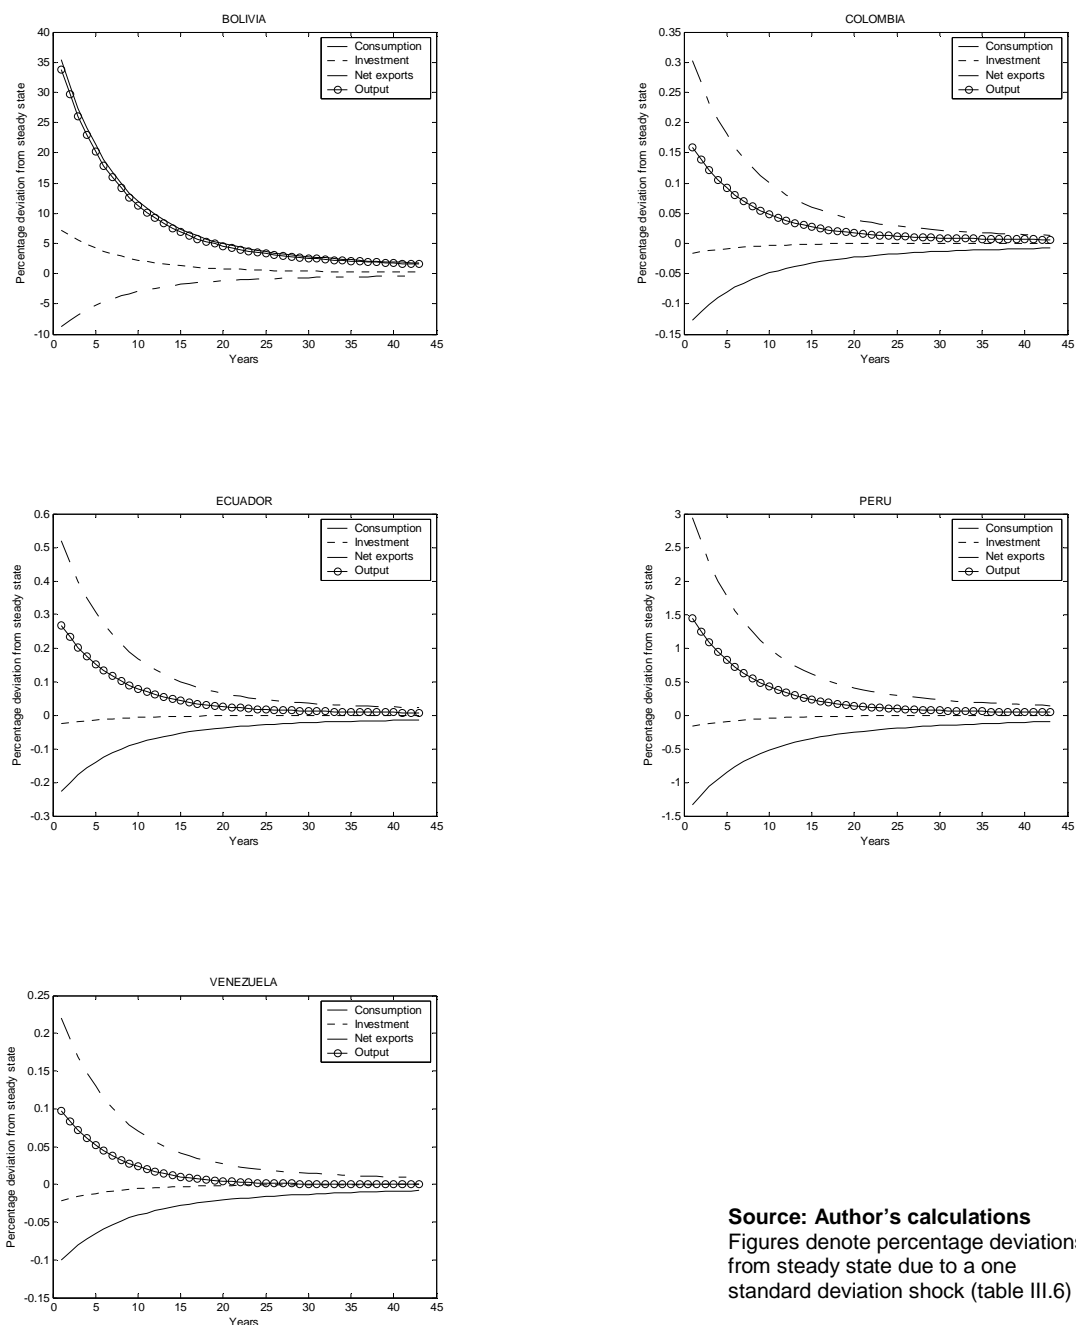 BOLIVIA
40
35
30
25
20
15
10
5
0
-5
-10
Percentage deviation from steady state
0 5 10 15 20 25 30 35 40 45
Years
Consumption
Investment
Net exports
Output
COLOMBIA
0.35
0.3
0.25
0.2
0.15
0.1
0.05
0
-0.05
-0.1
-0.15
Percentage deviation from steady state
0 5 10 15 20 25 30 35 40 45
Years
Consumption
Investment
Net exports
Output
ECUADOR
0.6
0.5
0.4
0.3
0.2
0.1
0
-0.1
-0.2
-0.3
Percentage deviation from steady state
0 5 10 15 20 25 30 35 40 45
Years
Consumption
Investment
Net exports
Output
PERU
3
2.5
2
1.5
1
0.5
0
-0.5
-1
-1.5
Percentage deviation from steady state
0 5 10 15 20 25 30 35 40 45
Years
Consumption
Investment
Net exports
Output
VENEZUELA
0.25
0.2
0.15
0.1
0.05
0
-0.05
-0.1
-0.15
Percentage deviation from steady state
0 5 10 15 20 25 30 35 40 45
Years
Consumption
Investment
Net exports
Output
Source: Author's calculations
Figures denote percentage deviations
from steady state due to a one
standard deviation shock (table III.6)